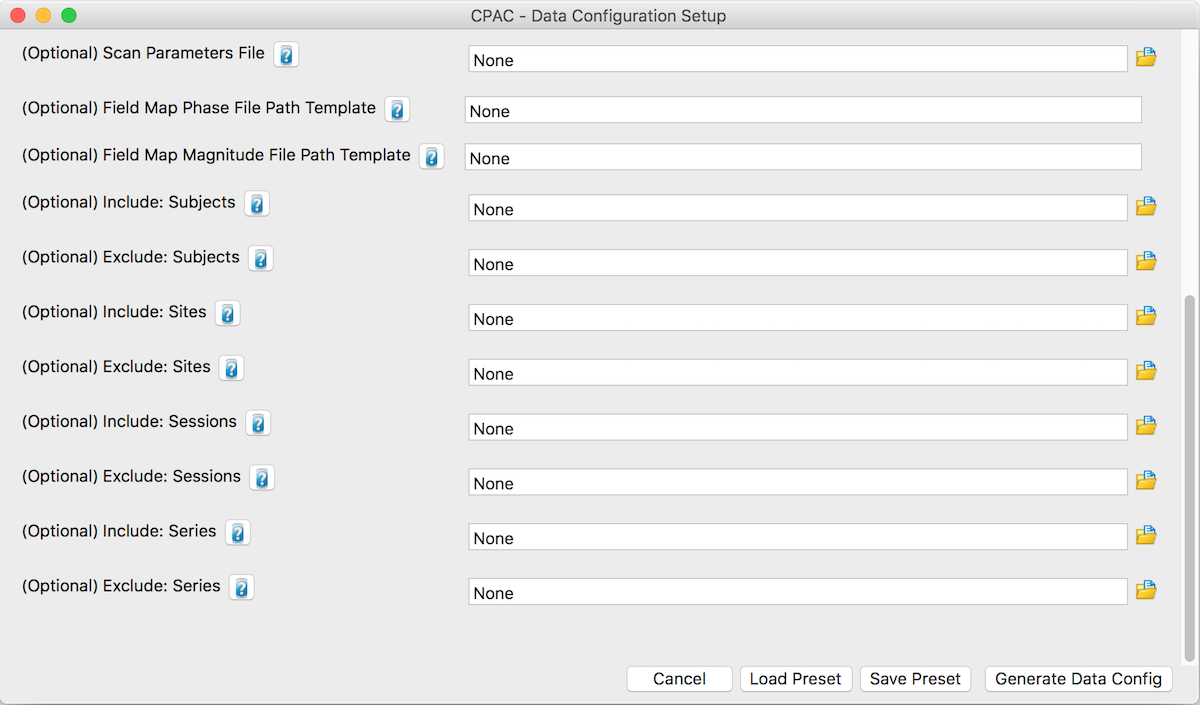 CPAC - Data Configuration Setup
(Optional) Scan Parameters File ? None
(Optional) Field Map Phase File Path Template ? None
(Optional) Field Map Magnitude File Path Template ? None
(Optional) Include: Subjects ? None
(Optional) Exclude: Subjects ? None
(Optional) Include: Sites ? None
(Optional) Exclude: Sites ? None
(Optional) Include: Sessions ? None
(Optional) Exclude: Sessions ? None
(Optional) Include: Series ? None
(Optional) Exclude: Series ? None
Cancel Load Preset Save Preset Generate Data Config